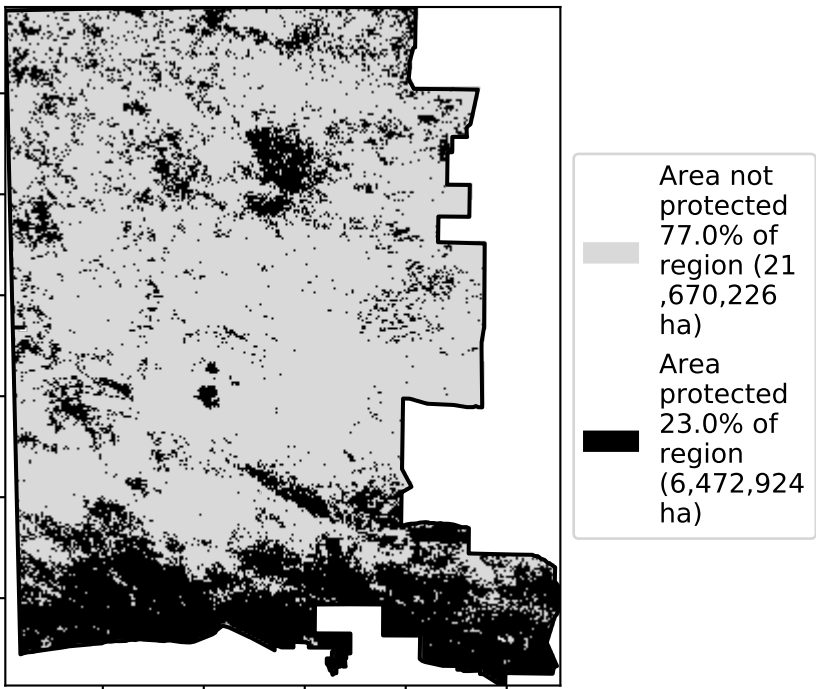 Area not
protected
77.0% of
region (21
,670,226
ha)
Area
protected
23.0% of
region
(6,472,924
ha)